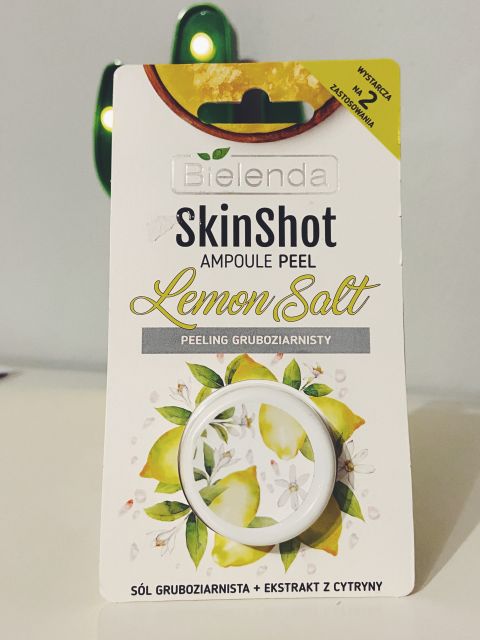 WYSTARCZA
NA 2
ZASTOSOWANIA
Bielenda
SkinShot
AMPOULE PEEL
Lemon Salt
PEELING GRUBOZIARNISTY
SÓL GRUBOZIARNISTA + EKSTRAKT Z CYTRYNY